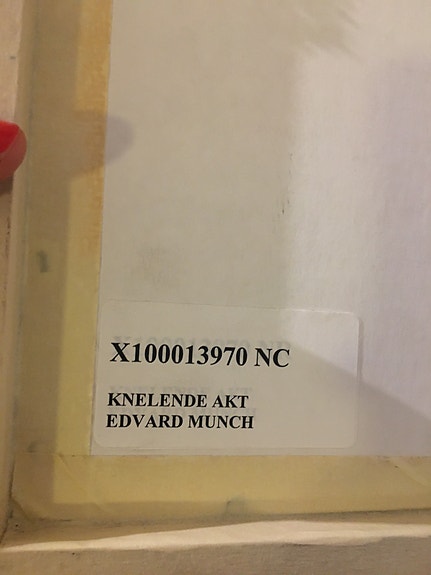 X100013970 NC
KNELENDE AKT
EDVARD MUNCH